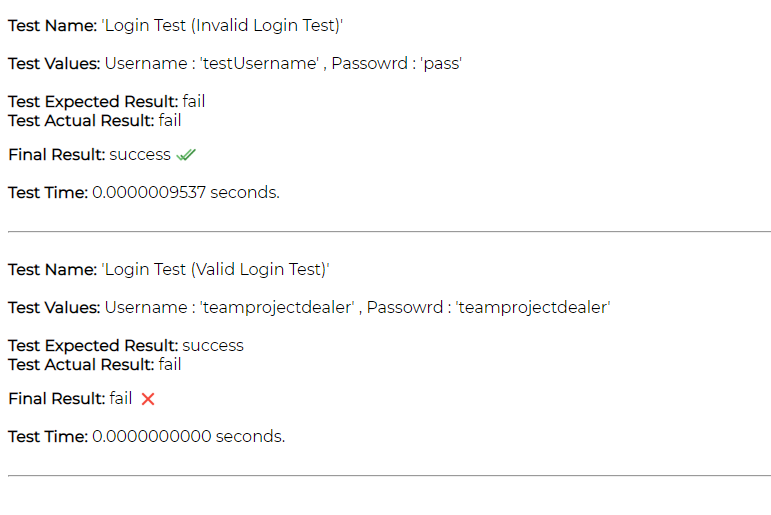 Test Name: 'Login Test (Invalid Login Test)'
Test Values: Username : 'testUsername' , Passowrd : 'pass'
Test Expected Result: fail
Test Actual Result: fail
Final Result: success
Test Time: 0.0000009537 seconds.
Test Name: 'Login Test (Valid Login Test)'
Test Values: Username : 'teamprojectdealer' , Passowrd : 'teamprojectdealer'
Test Expected Result: success
Test Actual Result: fail
Final Result: fail
Test Time: 0.0000000000 seconds.